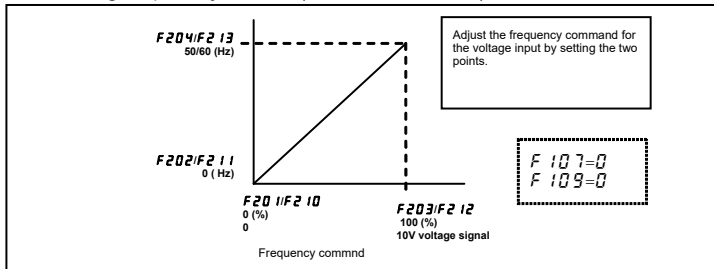 F204/F213
50/60 (Hz)
Adjust the frequency command for
the voltage input by setting the two
points.
F202/F211
0 ( Hz)
F107=0
F109=0
F201/F210
0 (%)
0
F203/F212
100 (%)
10V voltage signal
Frequency commnd